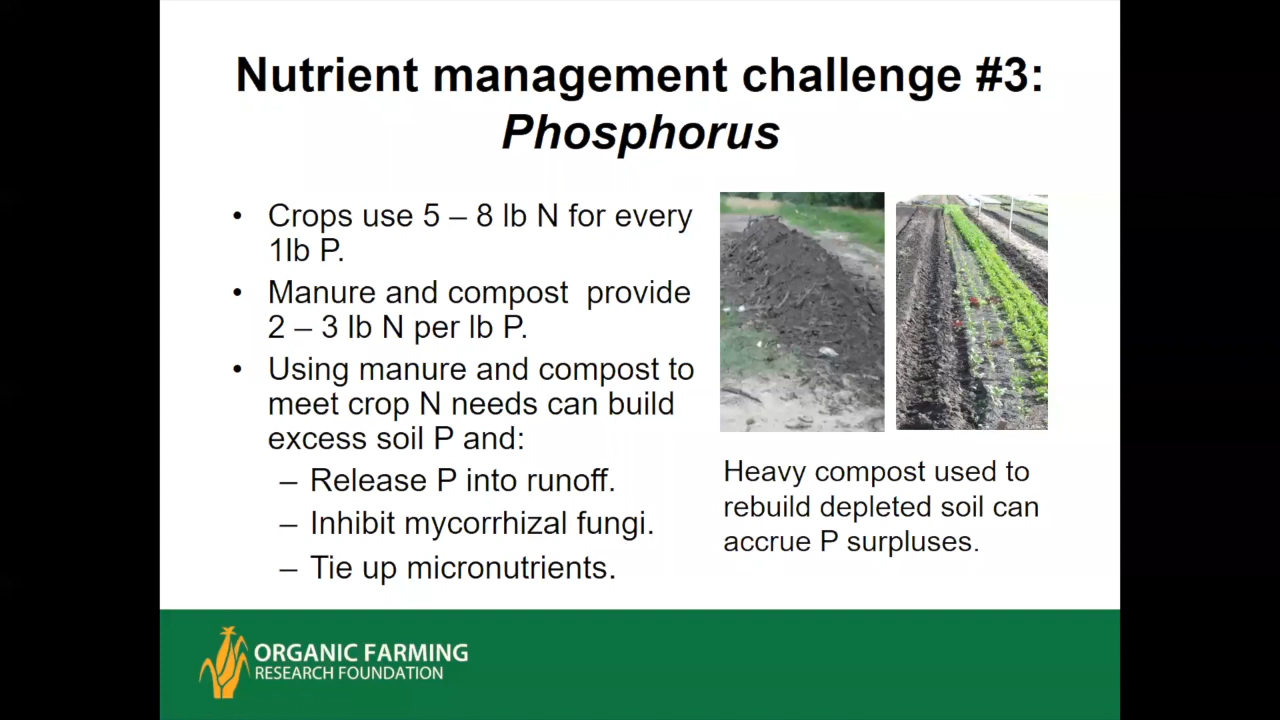 Nutrient management challenge #3:
Phosphorus
• Crops use 5 – 8 lb N for every
1lb P.
• Manure and compost  provide
2 – 3 lb N per lb P.
• Using manure and compost to
meet crop N needs can build
excess soil P and:
– Release P into runoff.
– Inhibit mycorrhizal fungi.
– Tie up micronutrients.
Heavy compost used to
rebuild depleted soil can
accrue P surpluses.
ORGANIC FARMING
RESEARCH FOUNDATION